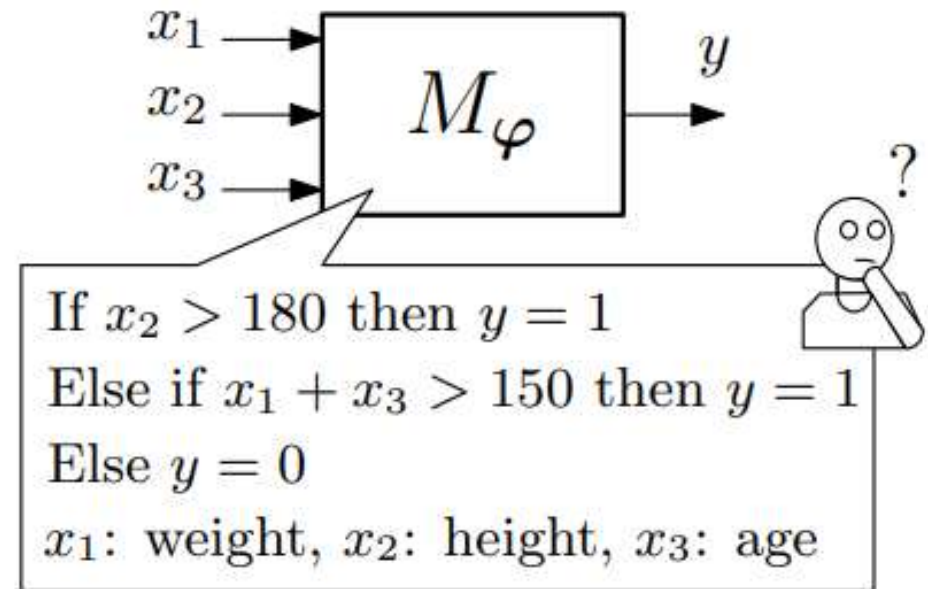 x₁
x₂
x₃
M_φ
y
?
If x₂ > 180 then y = 1
Else if x₁ + x₃ > 150 then y = 1
Else y = 0
x₁: weight, x₂: height, x₃: age